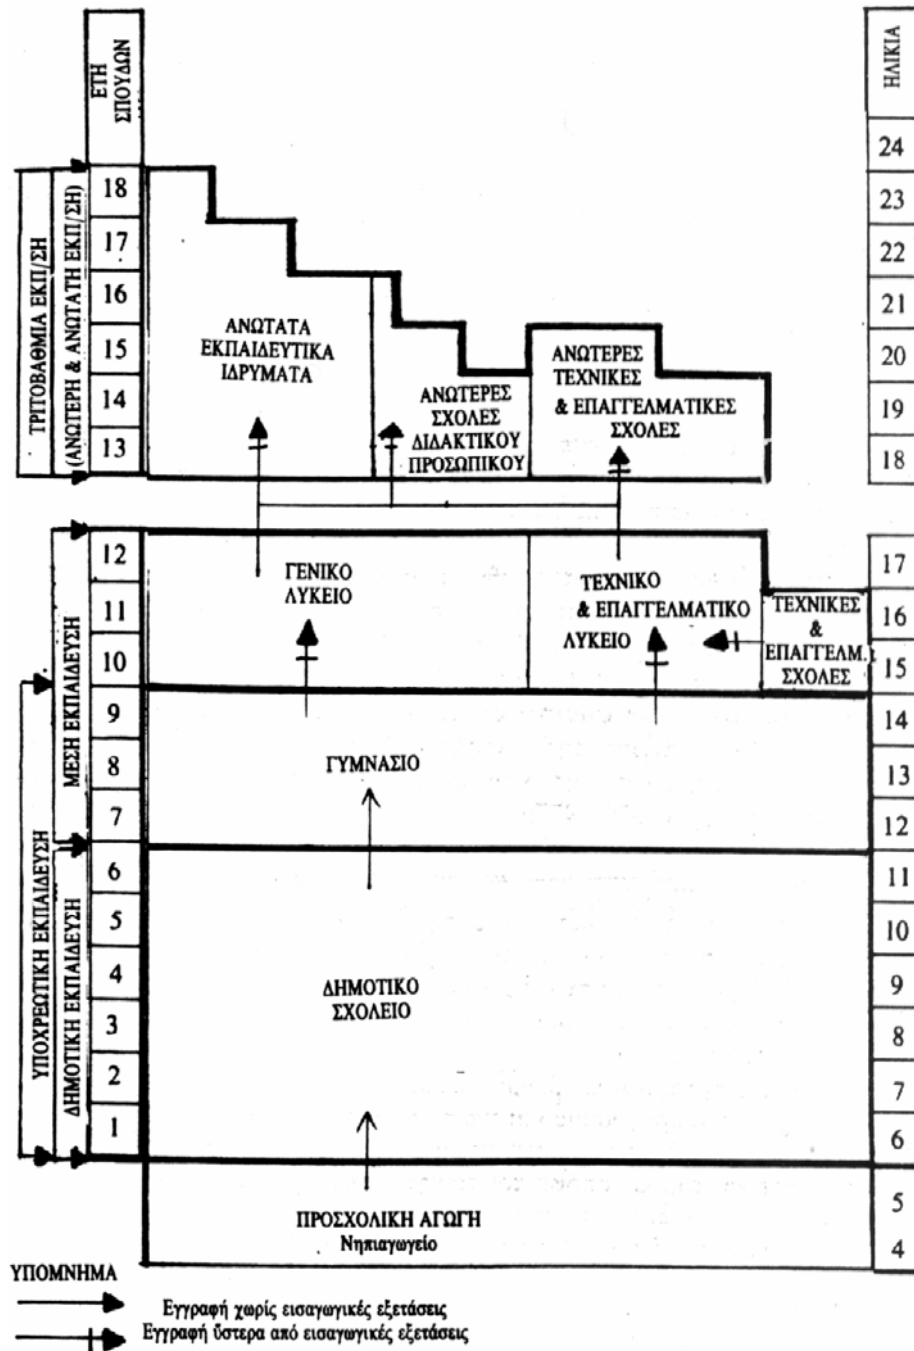 ΕΤΗ
ΣΠΟΥΔΩΝ
ΗΛΙΚΙΑ
24
18
23
17
22
16
21
15
20
14
19
13
18
ΤΡΙΤΟΒΑΘΜΙΑ ΕΚΠ/ΣΗ
(ΑΝΩΤΕΡΗ & ΑΝΩΤΑΤΗ ΕΚΠ/ΣΗ)
ΑΝΩΤΑΤΑ
ΕΚΠΑΙΔΕΥΤΙΚΑ
ΙΔΡΥΜΑΤΑ
ΑΝΩΤΕΡΕΣ
ΣΧΟΛΕΣ
ΔΙΔΑΚΤΙΚΟΥ
ΠΡΟΣΩΠΙΚΟΥ
ΑΝΩΤΕΡΕΣ
ΤΕΧΝΙΚΕΣ
& ΕΠΑΓΓΕΛΜΑΤΙΚΕΣ
ΣΧΟΛΕΣ
12
17
11
16
10
15
9
14
8
13
7
12
ΜΕΣΗ ΕΚΠΑΙΔΕΥΣΗ
ΓΕΝΙΚΟ
ΛΥΚΕΙΟ
ΤΕΧΝΙΚΟ
& ΕΠΑΓΓΕΛΜΑΤΙΚΟ
ΛΥΚΕΙΟ
ΤΕΧΝΙΚΕΣ
&
ΕΠΑΓΓΕΛΜ.
ΣΧΟΛΕΣ
ΓΥΜΝΑΣΙΟ
6
11
5
10
4
9
3
8
2
7
1
6
ΥΠΟΧΡΕΩΤΙΚΗ ΕΚΠΑΙΔΕΥΣΗ
ΔΗΜΟΤΙΚΗ ΕΚΠΑΙΔΕΥΣΗ
ΔΗΜΟΤΙΚΟ
ΣΧΟΛΕΙΟ
5
4
ΠΡΟΣΧΟΛΙΚΗ ΑΓΩΓΗ
Νηπιαγωγείο
ΥΠΟΜΝΗΜΑ
Εγγραφή χωρίς εισαγωγικές εξετάσεις
Εγγραφή ύστερα από εισαγωγικές εξετάσεις